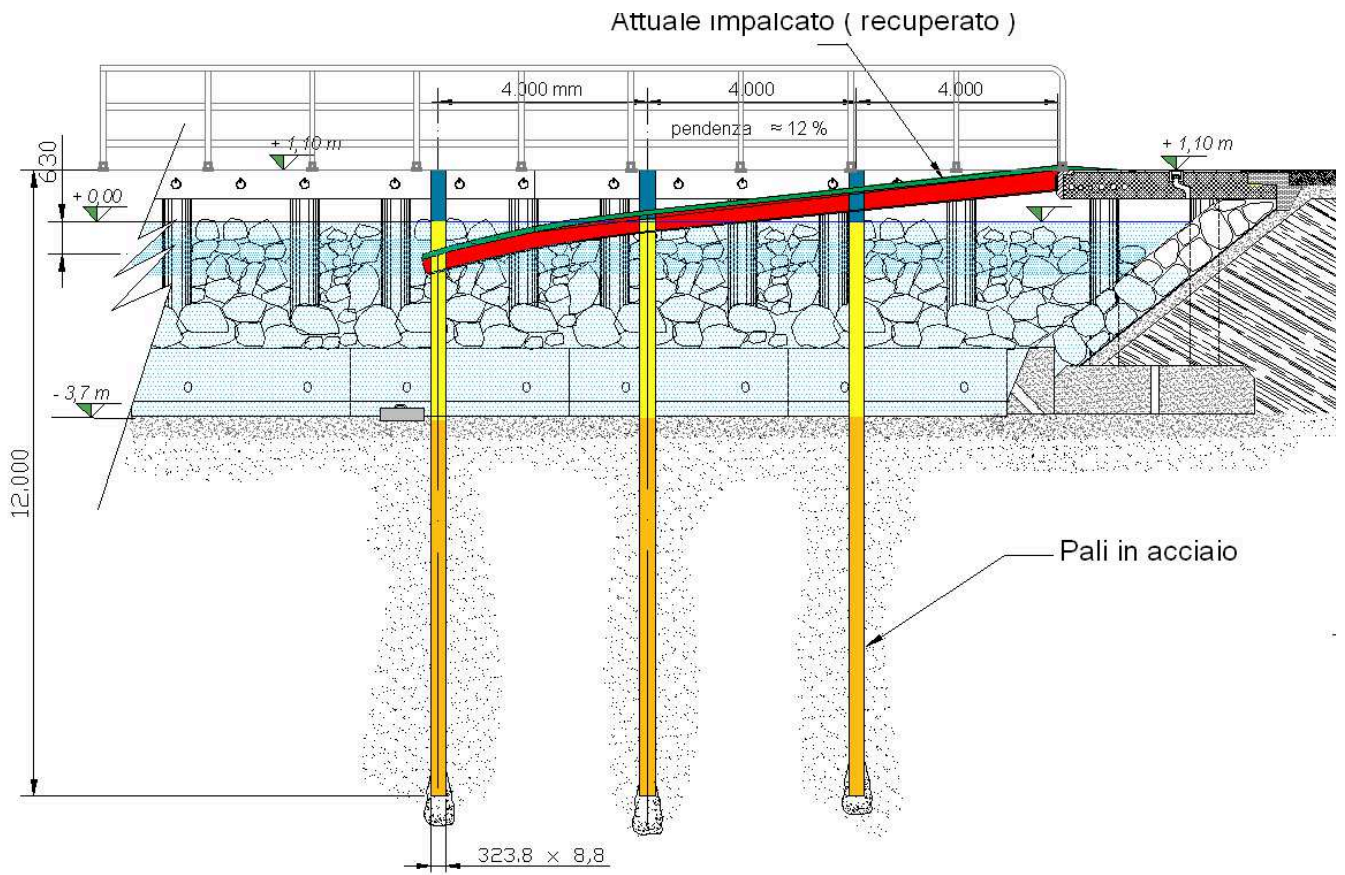 Attuale impalcato ( recuperato )
4.000 mm
4.000
4.000
pendenza ≈ 12 %
+ 1,10 m
+ 1,10 m
630
+ 0,00
- 3,7 m
12.000
Pali in acciaio
323.8 × 8,8